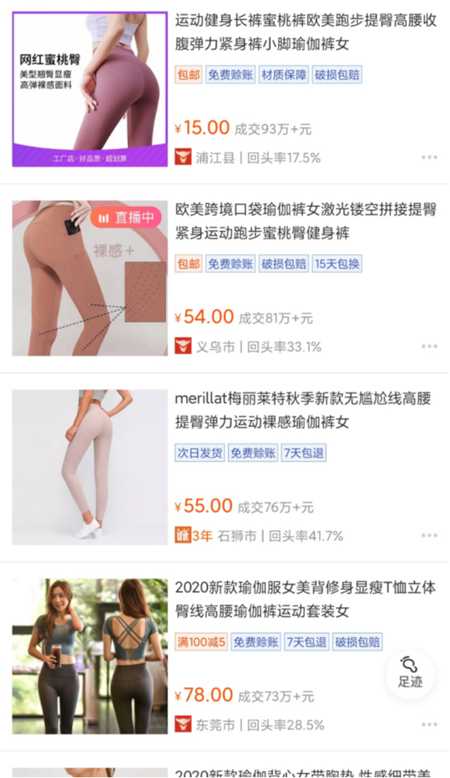 网红蜜桃臀
美型翘臀显瘦
高弹裸感面料
工厂店·好品质·超划算
运动健身长裤蜜桃裤欧美跑步提臀高腰收
腹弹力紧身裤小脚瑜伽裤女
包邮 免费赊账 材质保障 破损包赔
¥15.00 成交93万+元
浦江县 | 回头率17.5%
直播中
裸感+
欧美跨境口袋瑜伽裤女激光镂空拼接提臀
紧身运动跑步蜜桃臀健身裤
包邮 免费赊账 破损包赔 15天包换
¥54.00 成交81万+元
义乌市 | 回头率33.1%
merillat梅丽莱特秋季新款无尴尬线高腰
提臀弹力运动裸感瑜伽裤女
次日发货 免费赊账 7天包退
¥55.00 成交76万+元
3年 石狮市 | 回头率41.7%
2020新款瑜伽服女美背修身显瘦T恤立体
臀线高腰瑜伽裤运动套装女
满100减5 免费赊账 7天包退 破损包赔
¥78.00 成交73万+元
东莞市 | 回头率28.5%
足迹
2020新款瑜伽背心女带胸垫 性感细带美